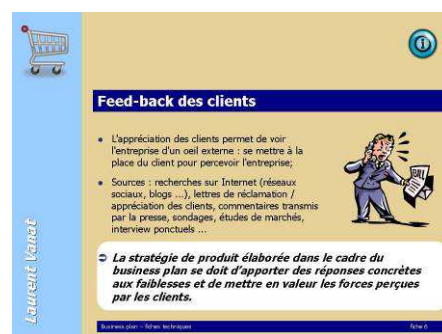 Feed-back des clients
• L'appréciation des clients permet de voir
l'entreprise d'un oeil externe : se mettre à la
place du client pour percevoir l'entreprise;
• Sources : recherches sur Internet (réseaux
sociaux, blogs ...), lettres de réclamation /
appréciation des clients, commentaires transmis
par la presse, sondages, études de marchés,
interview ponctuels ...
BILL
La stratégie de produit élaborée dans le cadre du
business plan se doit d'apporter des réponses concrètes
aux faiblesses et de mettre en valeur les forces perçues
par les clients.
Laurent Vanat
Business plan – fiches techniques
fiche 6